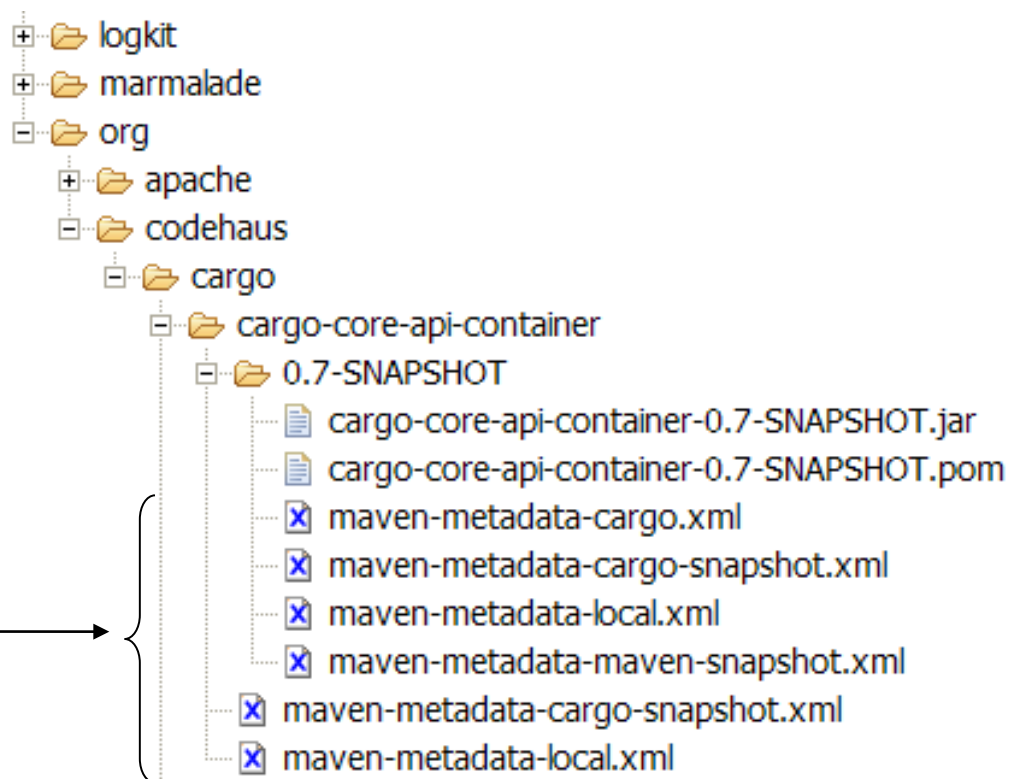 logkit
marmalade
org
apache
codehaus
cargo
cargo-core-api-container
0.7-SNAPSHOT
cargo-core-api-container-0.7-SNAPSHOT.jar
cargo-core-api-container-0.7-SNAPSHOT.pom
maven-metadata-cargo.xml
maven-metadata-cargo-snapshot.xml
maven-metadata-local.xml
maven-metadata-maven-snapshot.xml
maven-metadata-cargo-snapshot.xml
maven-metadata-local.xml